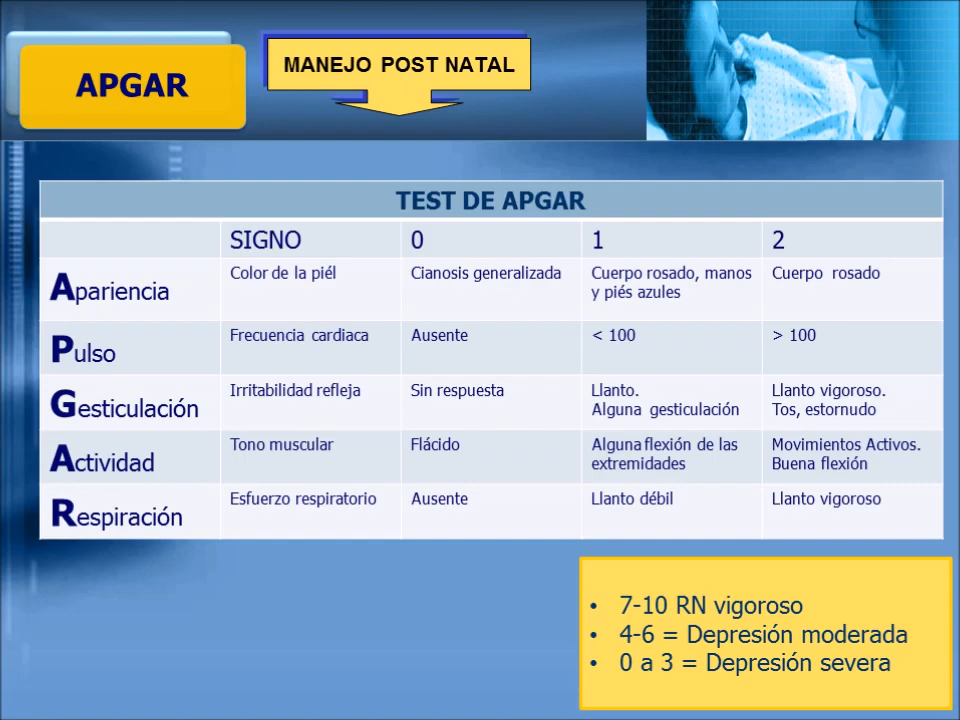 APGAR
MANEJO POST NATAL
TEST DE APGAR
SIGNO 0 1 2
Apariencia Color de la piél Cianosis generalizada Cuerpo rosado, manos y piés azules Cuerpo rosado
Pulso Frecuencia cardiaca Ausente < 100 > 100
Gesticulación Irritabilidad refleja Sin respuesta Llanto. Alguna gesticulación Llanto vigoroso. Tos, estornudo
Actividad Tono muscular Flácido Alguna flexión de las extremidades Movimientos Activos. Buena flexión
Respiración Esfuerzo respiratorio Ausente Llanto débil Llanto vigoroso
• 7-10 RN vigoroso
• 4-6 = Depresión moderada
• 0 a 3 = Depresión severa